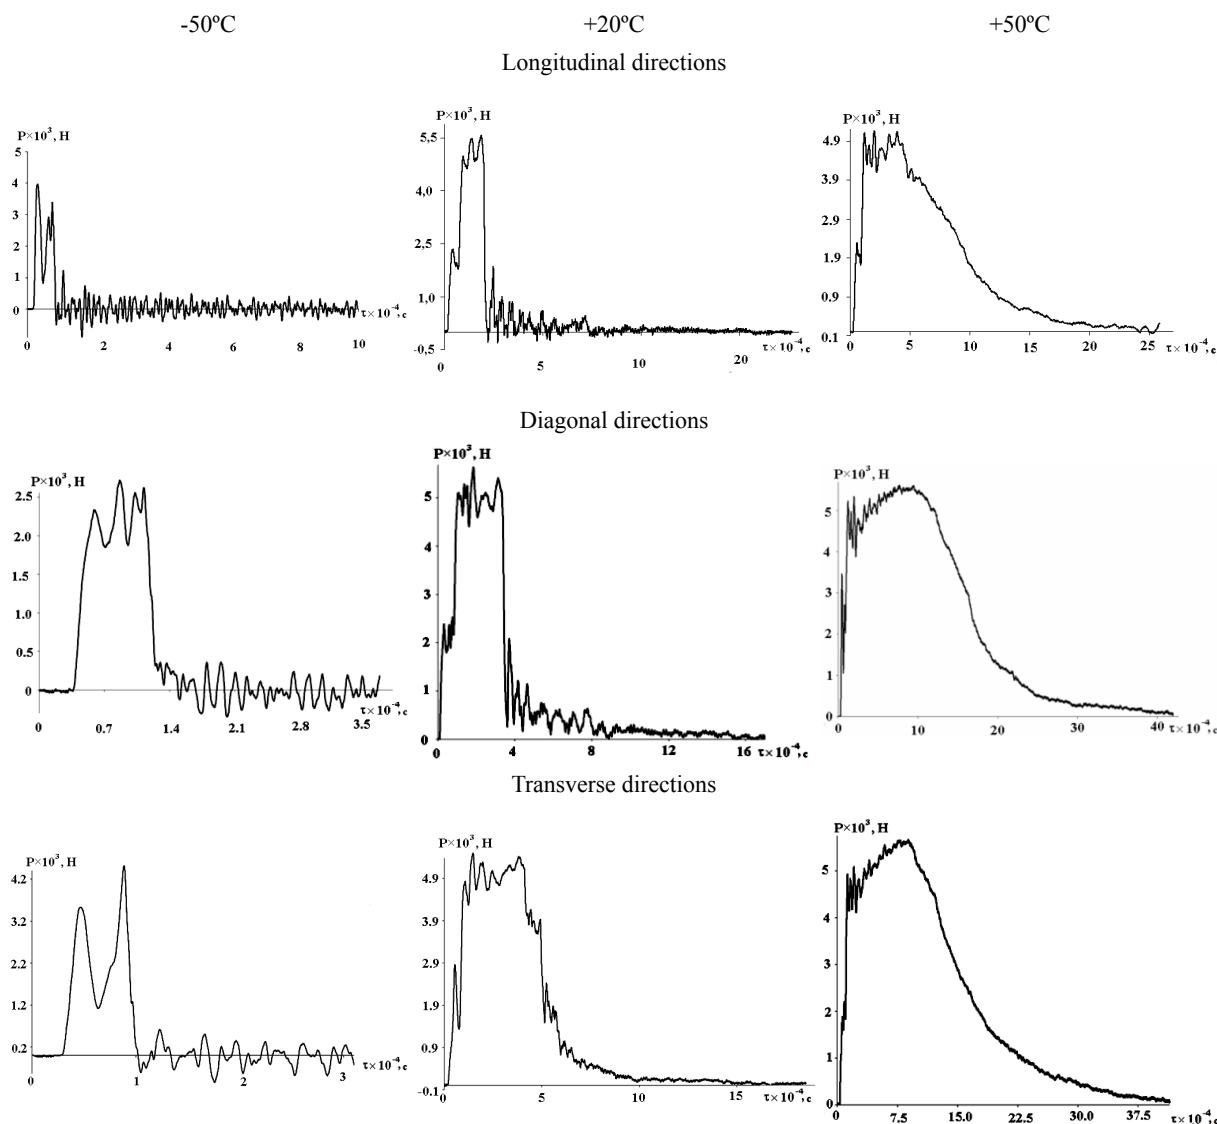 -50ºC +20ºC +50ºC
Longitudinal directions
P×10³, H
5
4
3
2
1
0
0 2 4 6 8 10
τ×10⁻⁴, c
P×10³, H
5,5
4,0
2,5
1,0
-0,5
0 5 10 20
τ×10⁻⁴, c
P×10³, H
4.9
3.9
2.9
1.9
0.9
0.1
0 5 10 15 20 25
τ×10⁻⁴, c
Diagonal directions
P×10³, H
2.5
2.0
1.5
1.0
0.5
0
0 0.7 1.4 2.1 2.8 3.5
τ×10⁻⁴, c
P×10³, H
5
4
3
2
1
0
0 4 8 12 16 τ×10⁻⁴, c
P×10³, H
5
4
3
2
1
0
0 10 20 30 40 τ×10⁻⁴, c
Transverse directions
P×10³, H
4.2
3.2
2.2
1.2
0.2
0 1 2 3
τ×10⁻⁴, c
P×10³, H
4.9
3.9
2.9
1.9
0.9
-0.1
0 5 10 15
τ×10⁻⁴, c
P×10³, H
5
4
3
2
1
0
0 7.5 15.0 22.5 30.0 37.5 τ×10⁻⁴, c